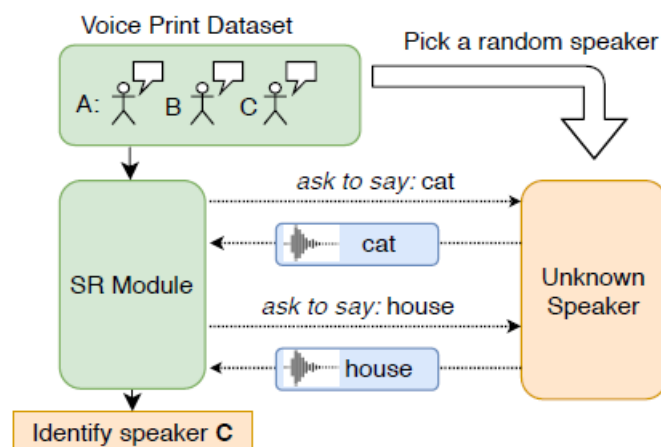 Voice Print Dataset
Pick a random speaker
A: B C
ask to say: cat
cat
SR Module
Unknown
Speaker
ask to say: house
house
Identify speaker C